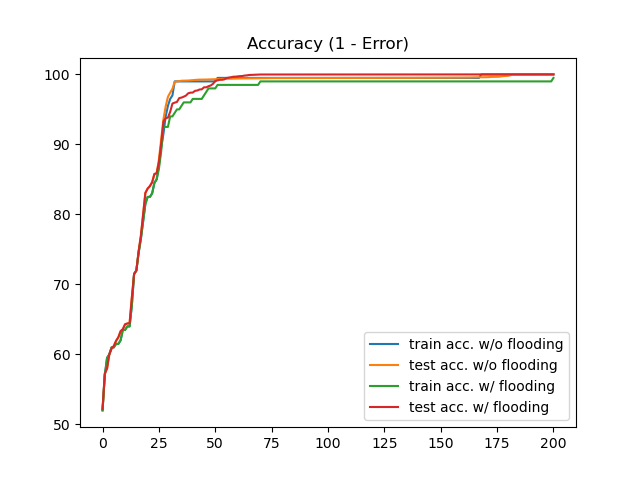 Accuracy (1 - Error)
100
90
80
70
60
50
0 25 50 75 100 125 150 175 200
train acc. w/o flooding
test acc. w/o flooding
train acc. w/ flooding
test acc. w/ flooding